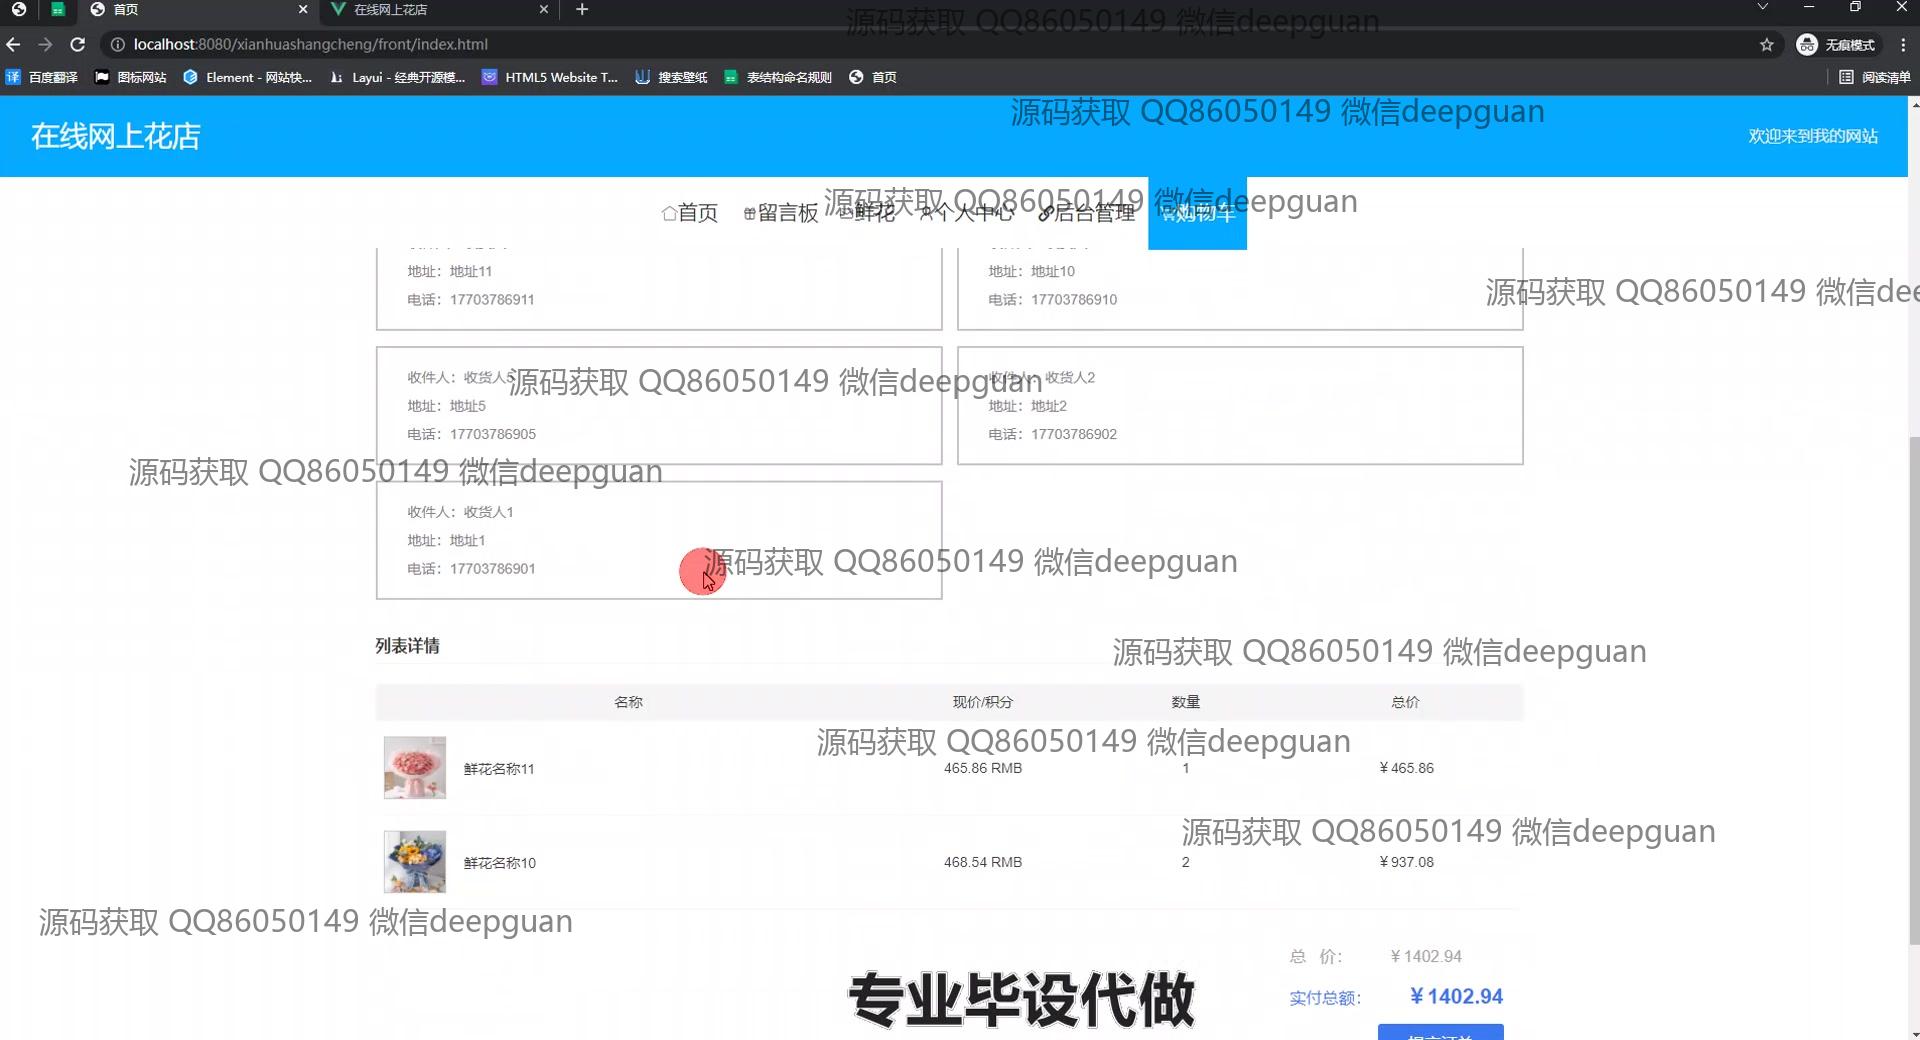 首页
在线网上花店
源码获取 QQ86050149 微信deepguan
localhost:8080/xianhuashangcheng/front/index.html
无痕模式
百度翻译
图标网站
Element - 网站快...
Layui - 经典开源模...
HTML5 Website T...
搜索壁纸
表结构命名规则
首页
阅读清单
源码获取 QQ86050149 微信deepguan
在线网上花店
欢迎来到我的网站
源码获取 QQ86050149 微信deepguan
首页
留言板
鲜花
个人中心
后台管理
购物车
地址：地址11
电话：17703786911
地址：地址10
电话：17703786910
源码获取 QQ86050149 微信dee
收件人：收货人5
地址：地址5
电话：17703786905
源码获取 QQ86050149 微信deepguan
收件人：收货人2
地址：地址2
电话：17703786902
源码获取 QQ86050149 微信deepguan
收件人：收货人1
地址：地址1
电话：17703786901
源码获取 QQ86050149 微信deepguan
列表详情
源码获取 QQ86050149 微信deepguan
名称 现价/积分 数量 总价
源码获取 QQ86050149 微信deepguan
鲜花名称11 465.86 RMB 1 ¥ 465.86
源码获取 QQ86050149 微信deepguan
鲜花名称10 468.54 RMB 2 ¥ 937.08
源码获取 QQ86050149 微信deepguan
总 价： ¥ 1402.94
实付总额： ¥ 1402.94
专业毕设代做